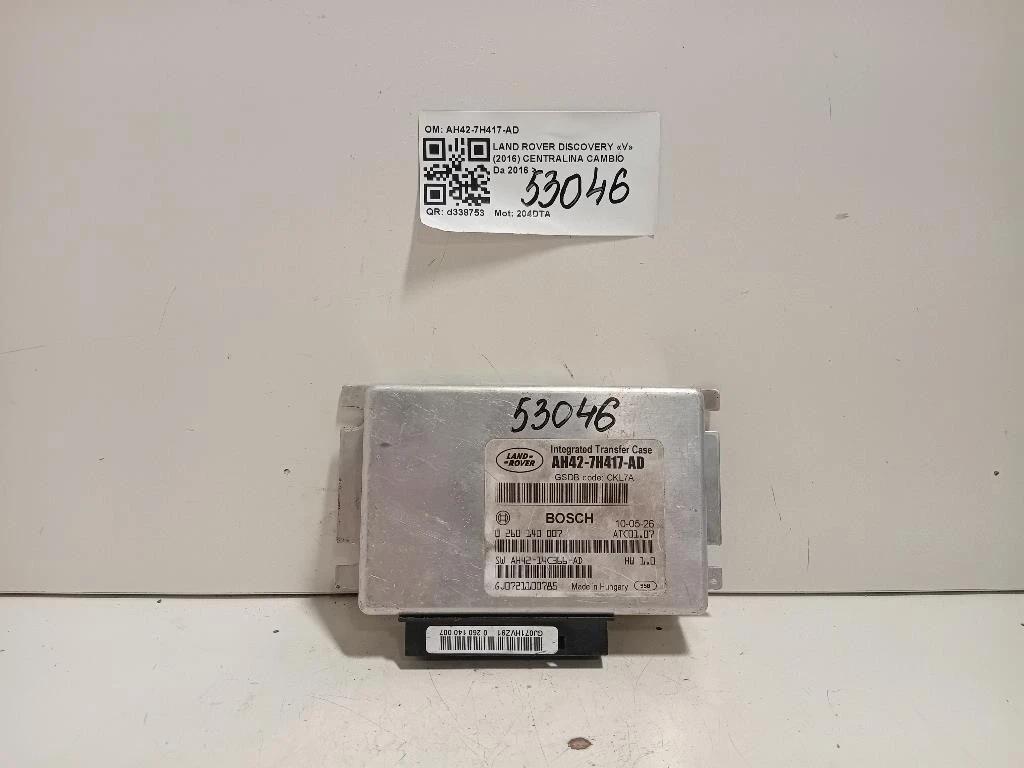 OM: AH42-7H417-AD
LAND ROVER DISCOVERY «V»
(2016) CENTRALINA CAMBIO
Da 2016 >
53046
QR: d338753 Mot: 204DTA
53046
LAND ROVER
Integrated Transfer Case
AH42-7H417-AD
GSDB code: CKL7A
BOSCH
10-05-26
0 260 140 007 ATC01.07
SW AH42-14C366-AD HW 1.0
GJ0721100785 Made in Hungary
GJ071HVZ91 0 260 140 007